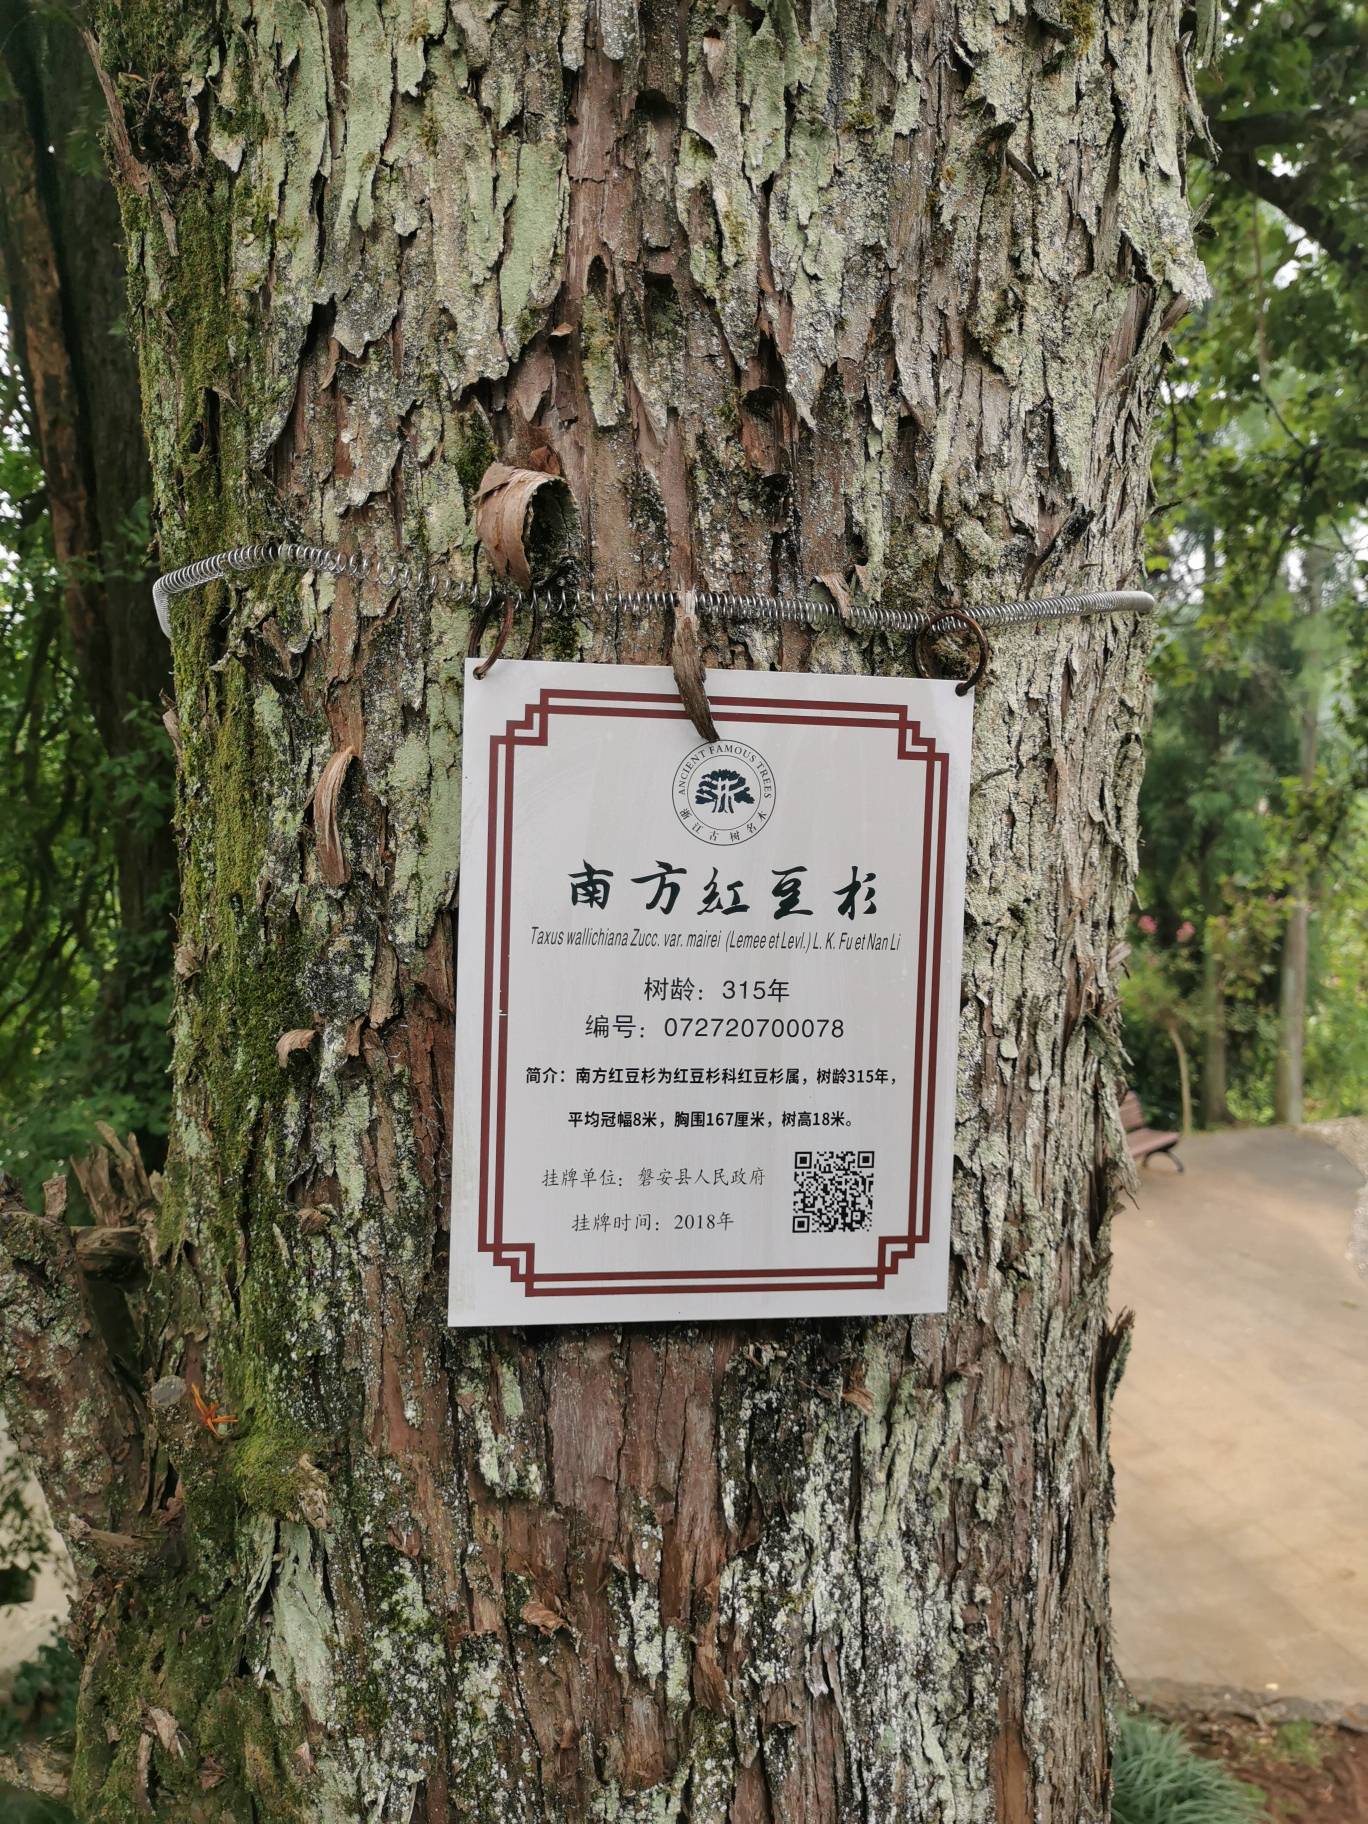 ANCIENT FAMOUS TREES
浙江古树名木
南方紅豆杉
Taxus wallichiana Zucc. var. mairei (Lemee et Levl.) L. K. Fu et Nan Li
树龄：315年
编号：072720700078
简介：南方红豆杉为红豆杉科红豆杉属，树龄315年，
平均冠幅8米，胸围167厘米，树高18米。
挂牌单位：磐安县人民政府
挂牌时间：2018年